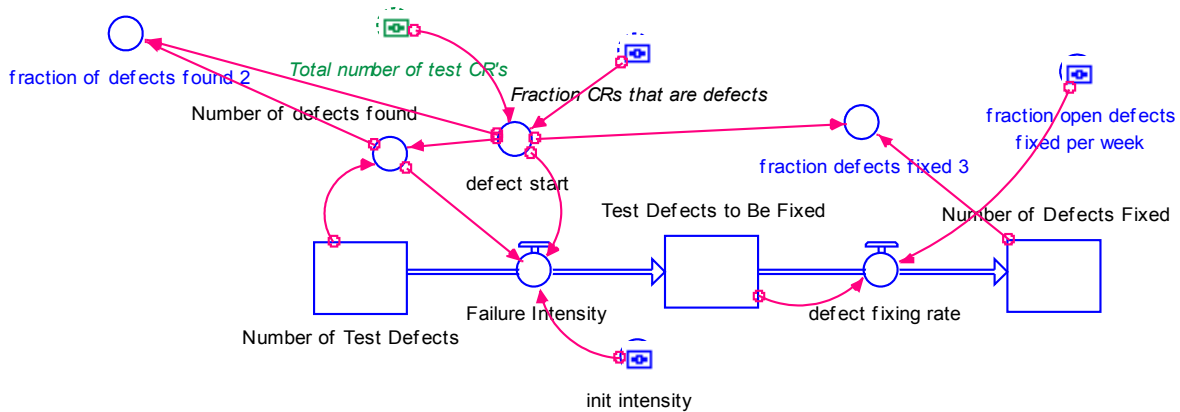 fraction of defects found 2
Total number of test CR's
Fraction CRs that are defects
Number of defects found
fraction open defects
fixed per week
defect start
fraction defects fixed 3
Test Defects to Be Fixed
Number of Defects Fixed
Number of Test Defects
Failure Intensity
defect fixing rate
init intensity